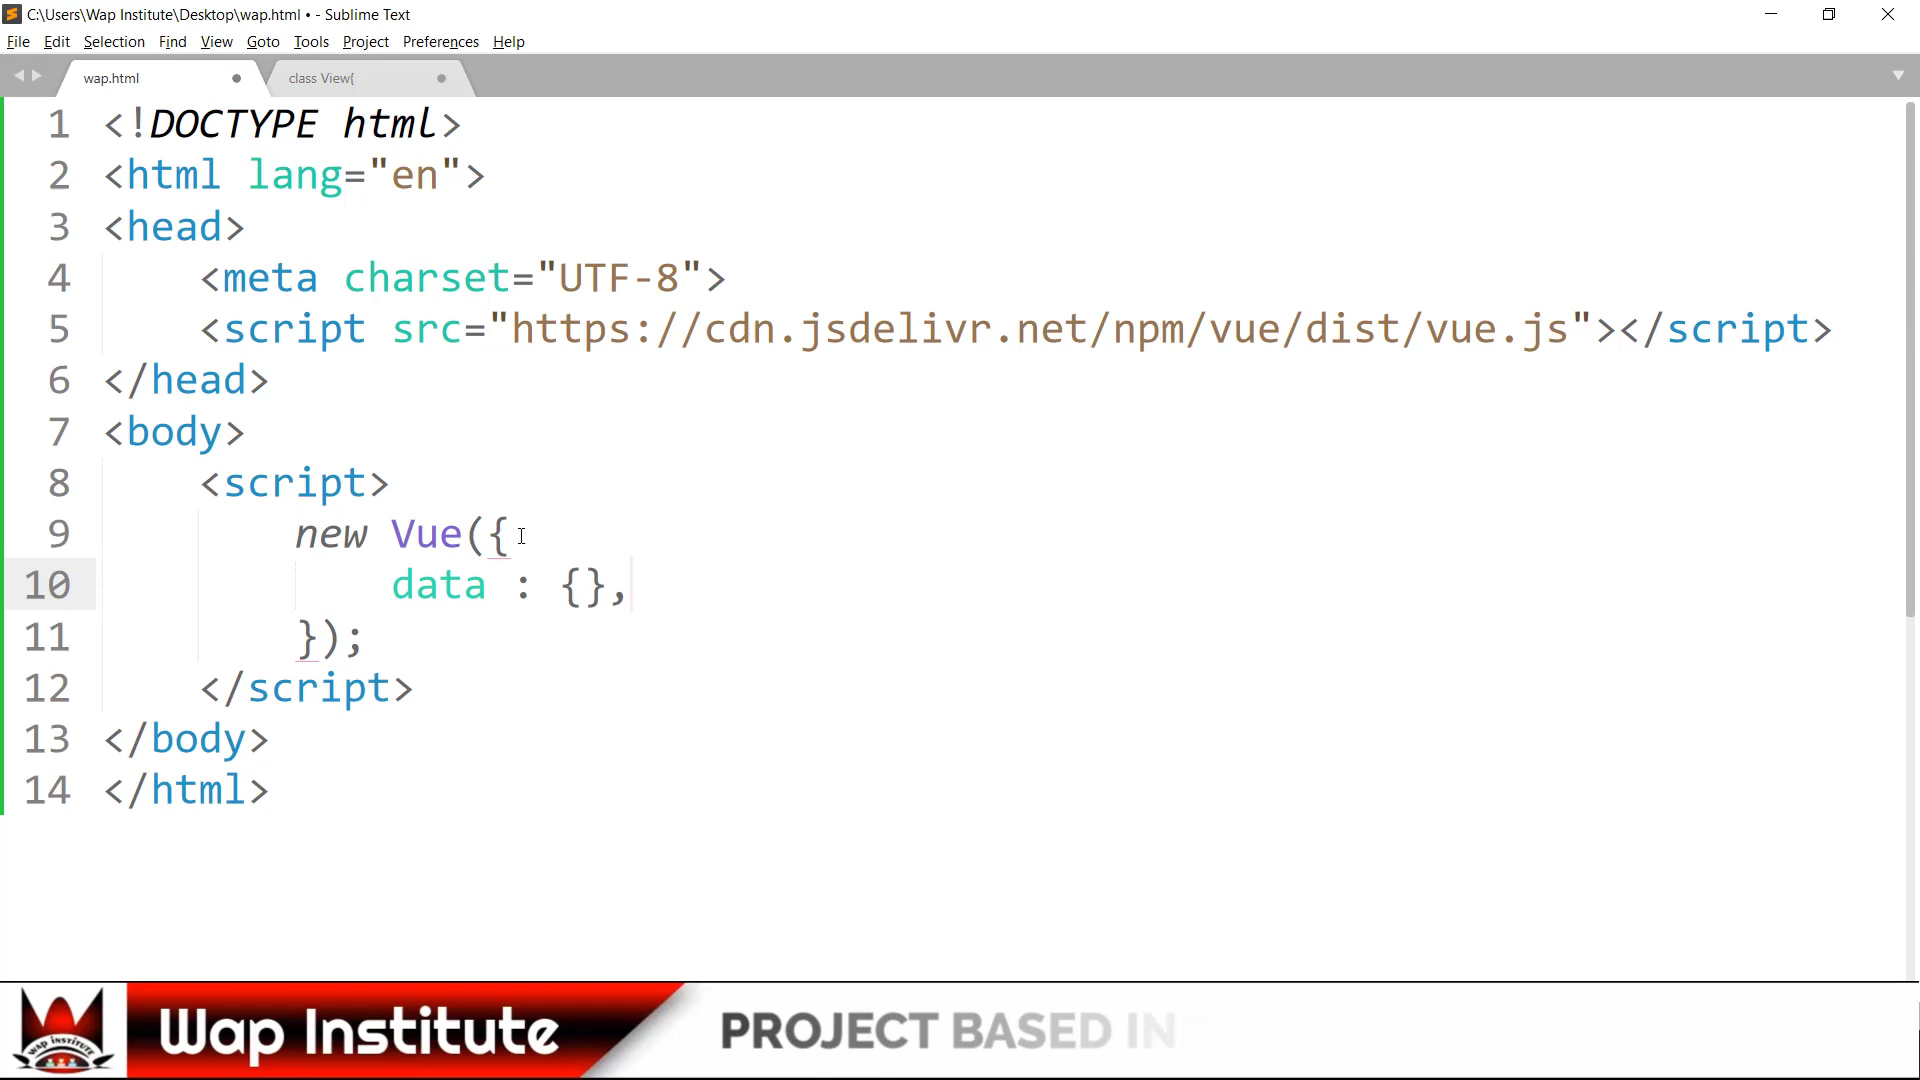 C:\Users\Wap Institute\Desktop\wap.html • - Sublime Text
File Edit Selection Find View Goto Tools Project Preferences Help
wap.html class View{
1 <!DOCTYPE html>
2 <html lang="en">
3 <head>
4 <meta charset="UTF-8">
5 <script src="https://cdn.jsdelivr.net/npm/vue/dist/vue.js"></script>
6 </head>
7 <body>
8 <script>
9 new Vue({
10 data : {},
11 });
12 </script>
13 </body>
14 </html>
WAP INSTITUTE
Wap Institute
PROJECT BASED IN